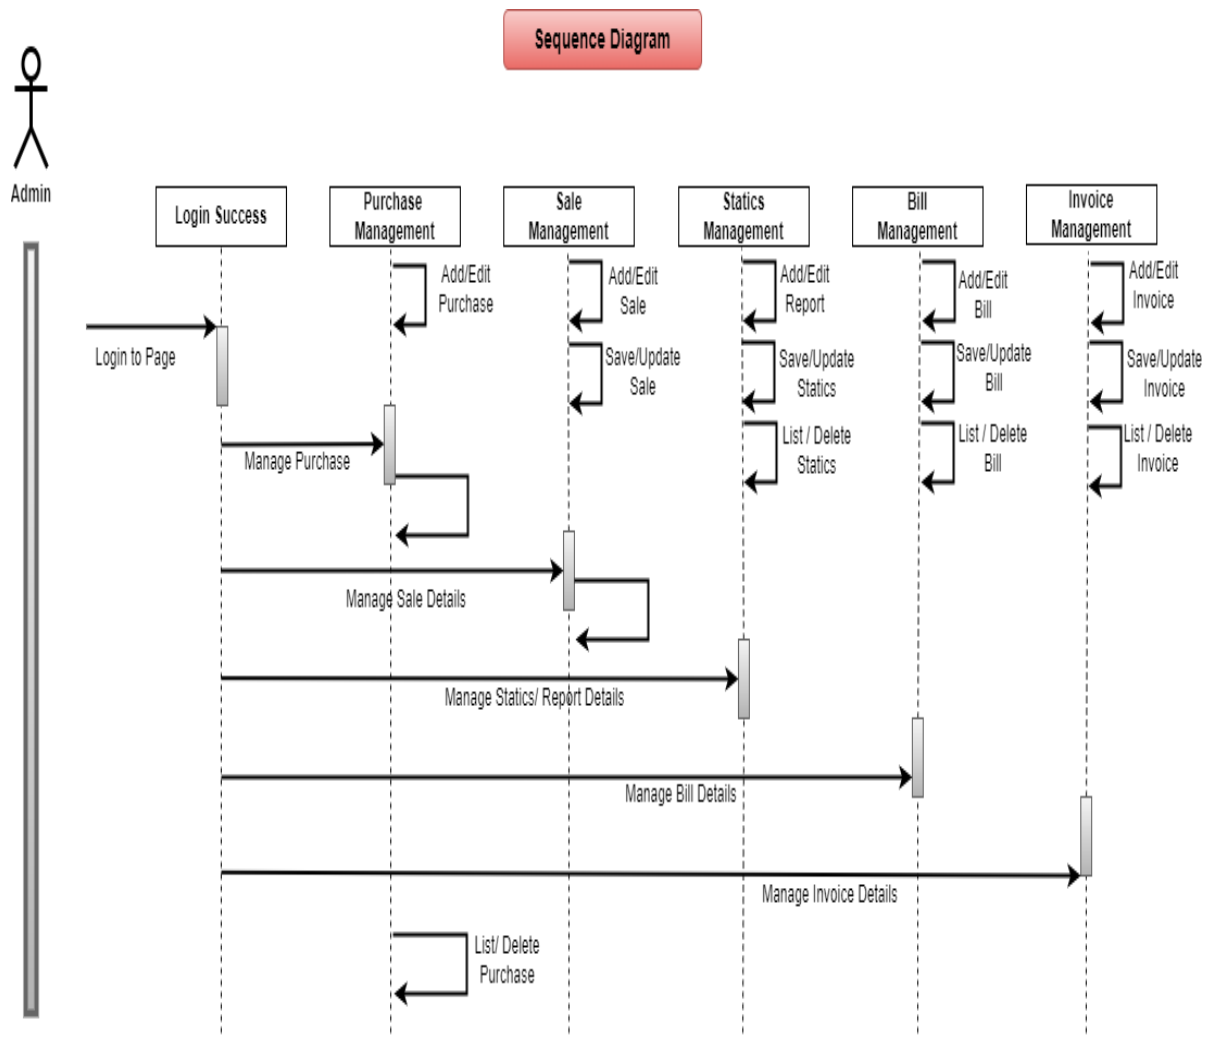 Sequence Diagram
Admin
Login Success
Purchase
Management
Sale
Management
Statics
Management
Bill
Management
Invoice
Management
Add/Edit
Purchase
Add/Edit
Sale
Add/Edit
Report
Add/Edit
Bill
Add/Edit
Invoice
Login to Page
Save/Update
Sale
Save/Update
Statics
Save/Update
Bill
Save/Update
Invoice
List / Delete
Statics
List / Delete
Bill
List / Delete
Invoice
Manage Purchase
Manage Sale Details
Manage Statics/ Report Details
Manage Bill Details
Manage Invoice Details
List/ Delete
Purchase